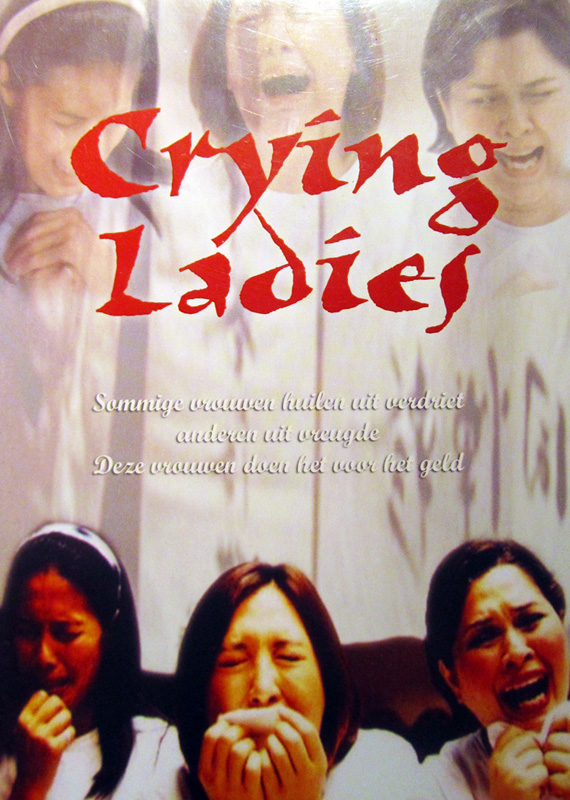 Crying
Ladies
Sommige vrouwen huilen uit verdriet
anderen uit vreugde
Deze vrouwen doen het voor het geld